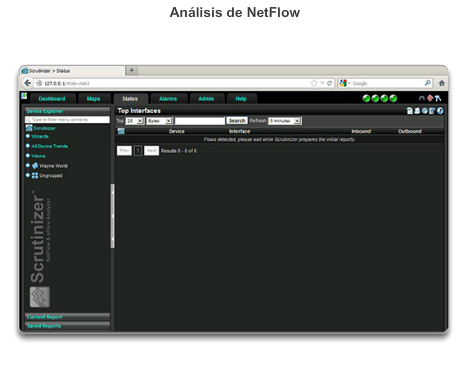 Análisis de NetFlow
Scrutinizer > Status
127.0.0.1
Google
Dashboard Maps Status Alarms Admin Help
Device Explorer
Type to filter menu contents
Scrutinizer
Wizards
All Device Trends
Views
Wayne World
Ungrouped
Scrutinizer
NetFlow & sFlow Analyzer
Current Report
Saved Reports
Top Interfaces
Top 25 Bytes Search Refresh 5 Minutes
Device Interface Inbound Outbound
Flows detected, please wait while Scrutinizer prepares the initial reports.
Prev 1 Next Results 0 - 0 of 0